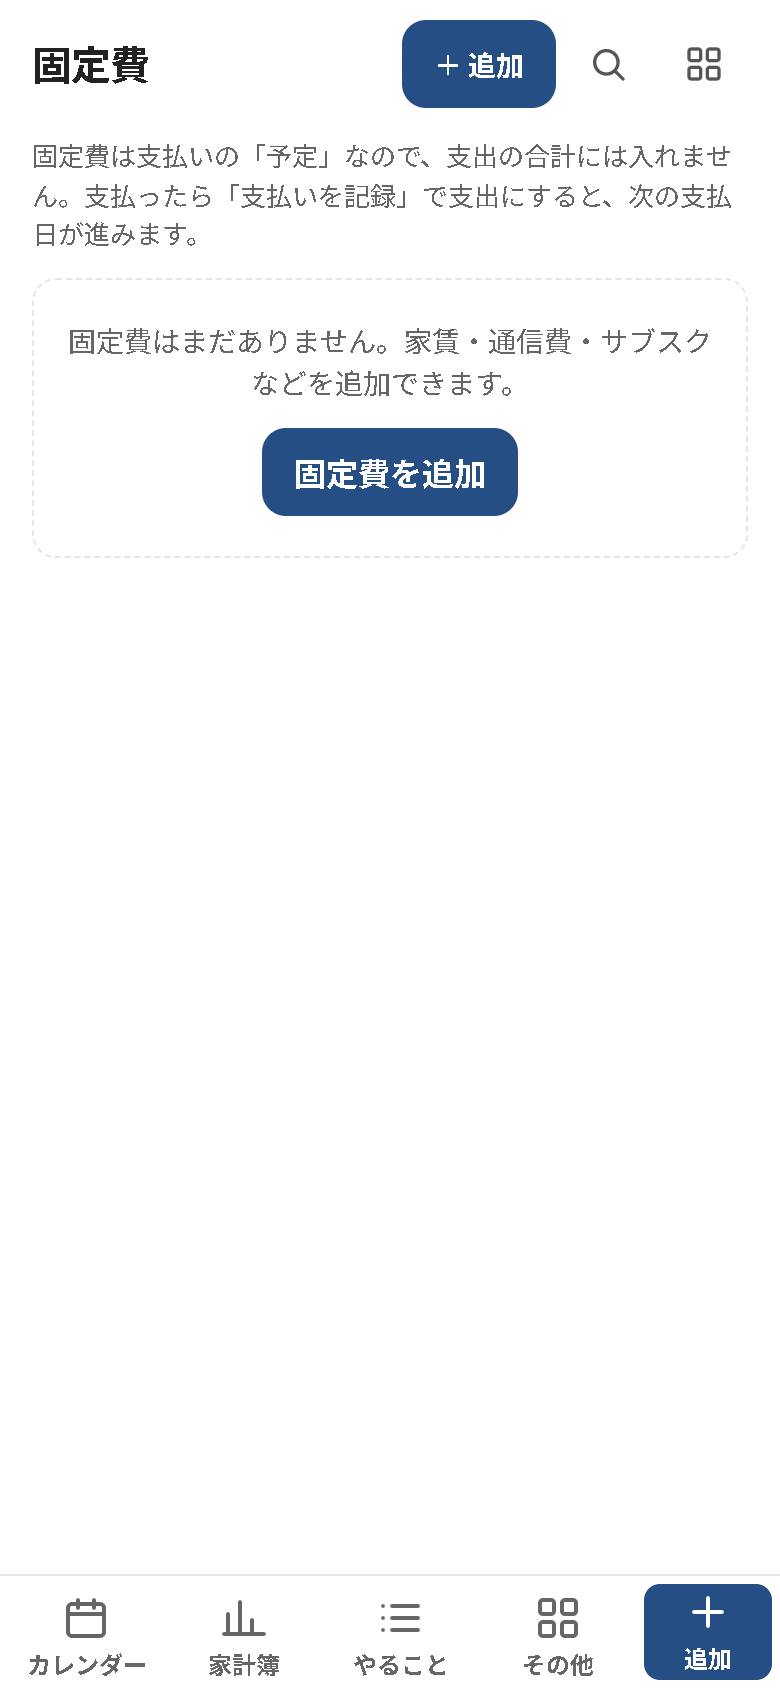 固定費
+ 追加
固定費は支払いの「予定」なので、支出の合計には入れませ
ん。支払ったら「支払いを記録」で支出にすると、次の支払
日が進みます。
固定費はまだありません。家賃・通信費・サブスク
などを追加できます。
固定費を追加
カレンダー
家計簿
やること
その他
追加